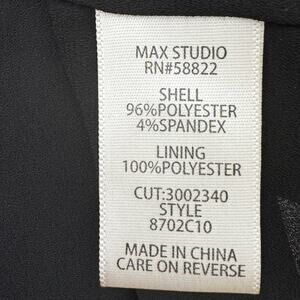 MAX STUDIO
RN#58822
SHELL
96%POLYESTER
4%SPANDEX
LINING
100%POLYESTER
CUT:3002340
STYLE
8702C10
MADE IN CHINA
CARE ON REVERSE